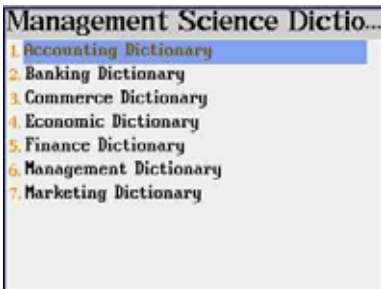 Management Science Dictio...
1. Accounting Dictionary
2. Banking Dictionary
3. Commerce Dictionary
4. Economic Dictionary
5. Finance Dictionary
6. Management Dictionary
7. Marketing Dictionary